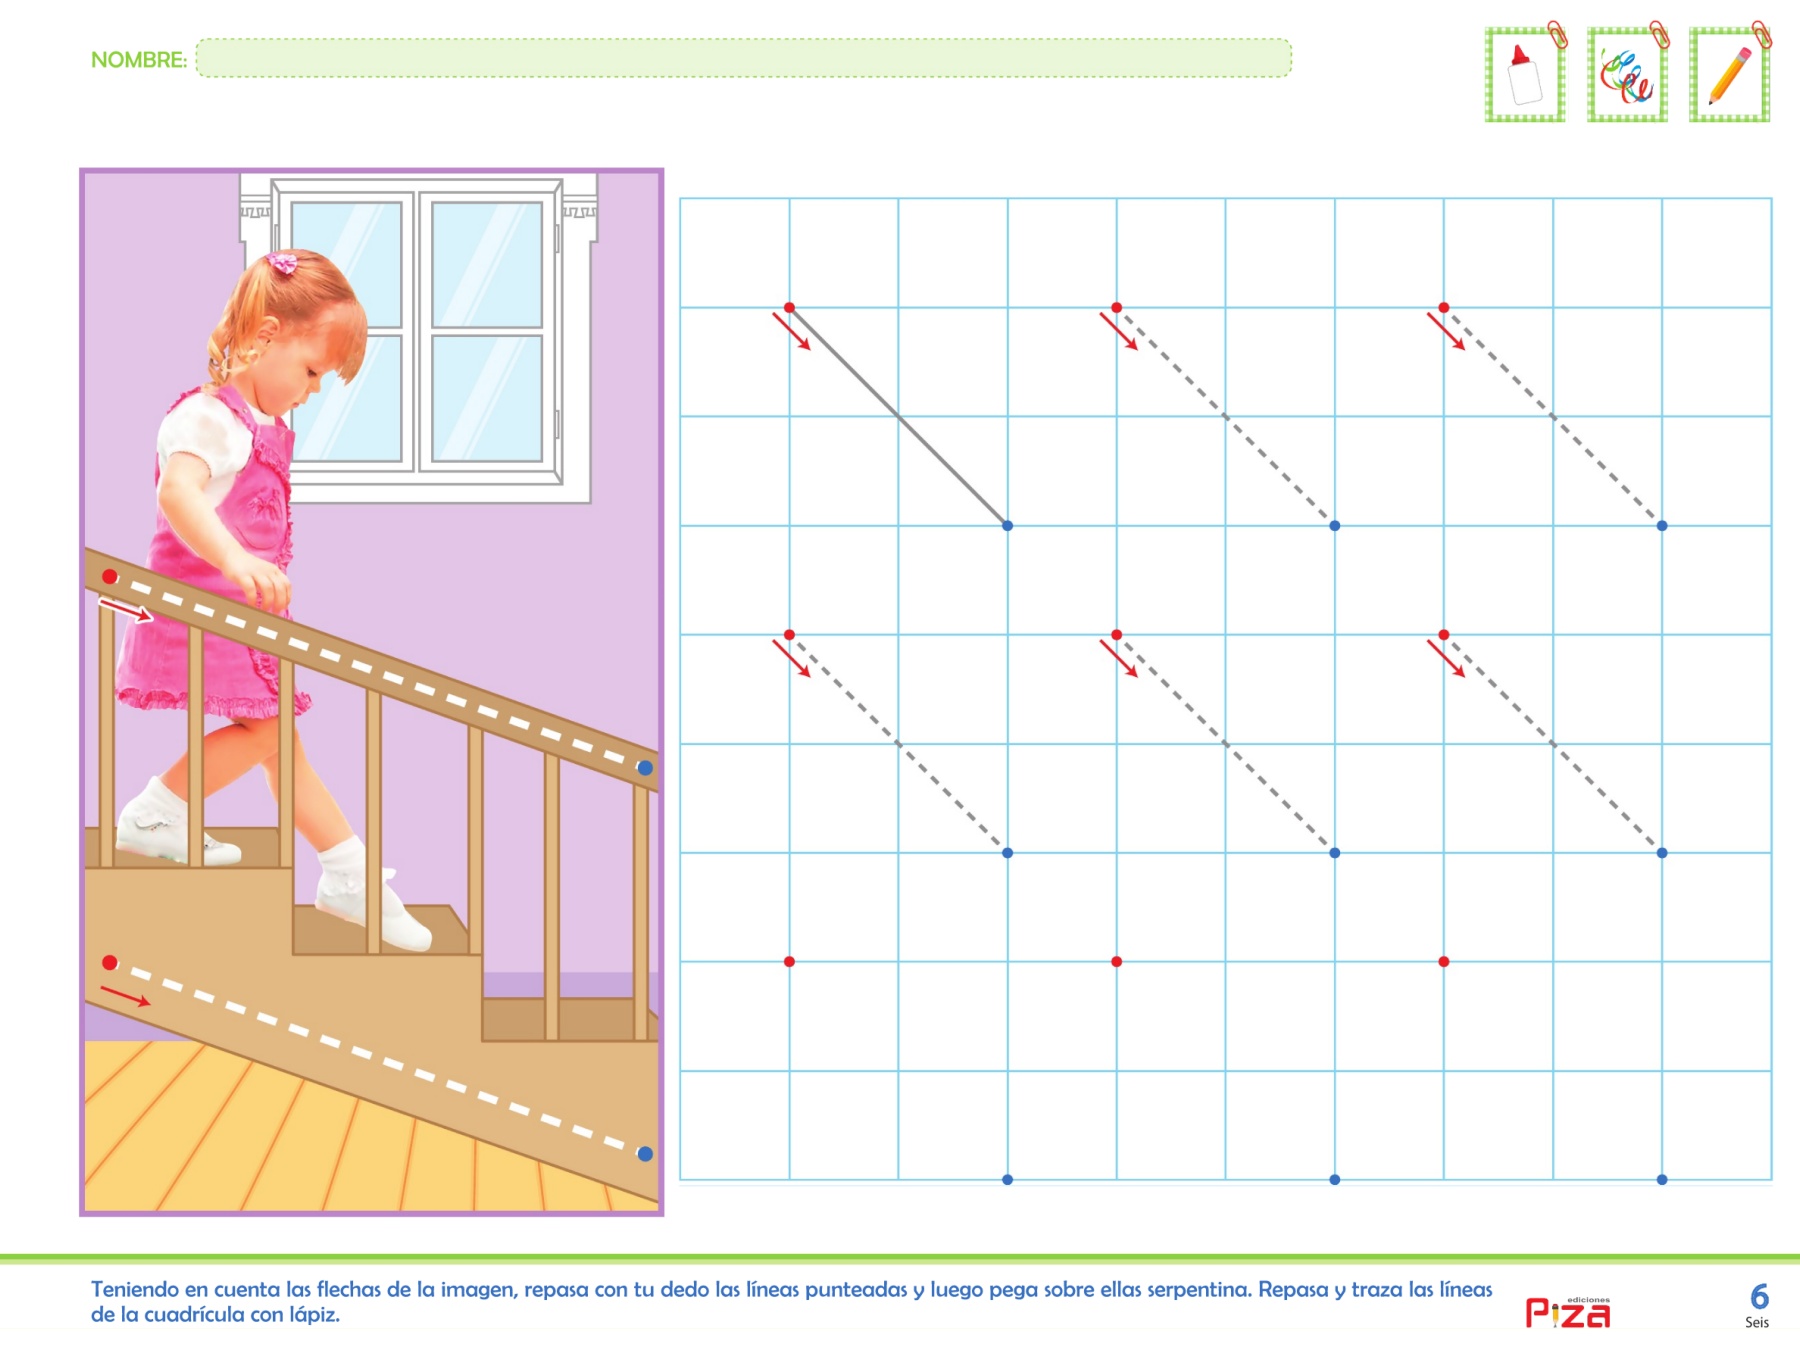 NOMBRE:
Teniendo en cuenta las flechas de la imagen, repasa con tu dedo las líneas punteadas y luego pega sobre ellas serpentina. Repasa y traza las líneas
de la cuadrícula con lápiz.
ediciones
Piza
6
Seis